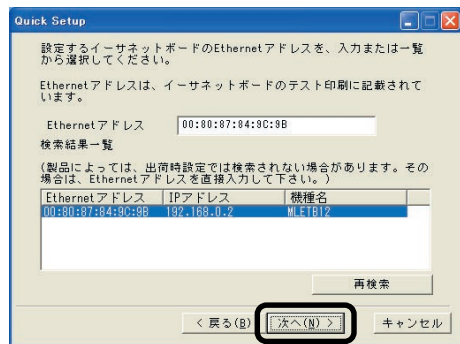 Quick Setup
設定するイーサネットボードのEthernetアドレスを、入力または一覧
から選択してください。
Ethernetアドレスは、イーサネットボードのテスト印刷に記載されて
います。
Ethernetアドレス 00:80:87:84:9C:9B
検索結果一覧
(製品によっては、出荷時設定では検索されない場合があります。その
場合は、Ethernetアドレスを直接入力して下さい。)
Ethernetアドレス IPアドレス 機種名
00:80:87:84:9C:9B 192.168.0.2 MLETB12
再検索
< 戻る(B) 次へ(N) > キャンセル